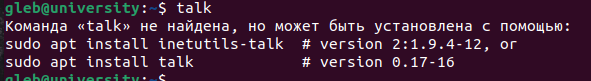 gleb@university:~$ talk
Команда «talk» не найдена, но может быть установлена с помощью:
sudo apt install inetutils-talk  # version 2:1.9.4-12, or
sudo apt install talk            # version 0.17-16
gleb@university:~$